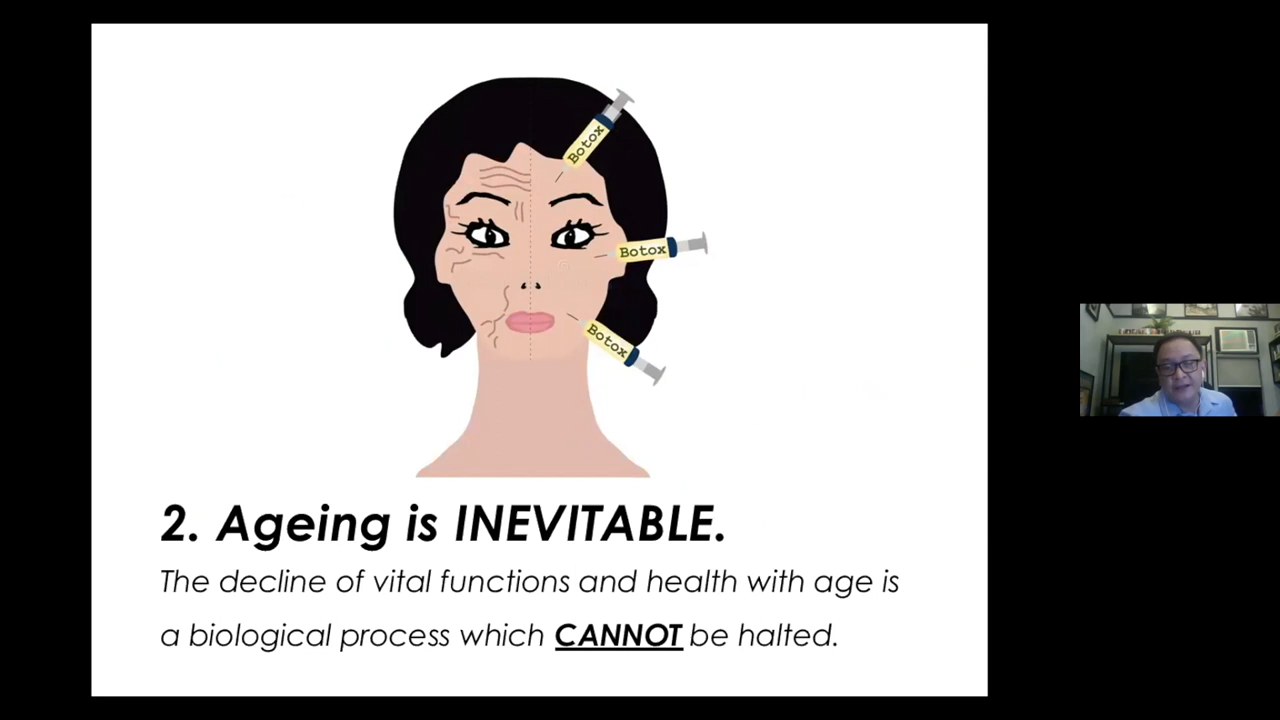 Botox
Botox
Botox
2. Ageing is INEVITABLE.
The decline of vital functions and health with age is
a biological process which CANNOT be halted.